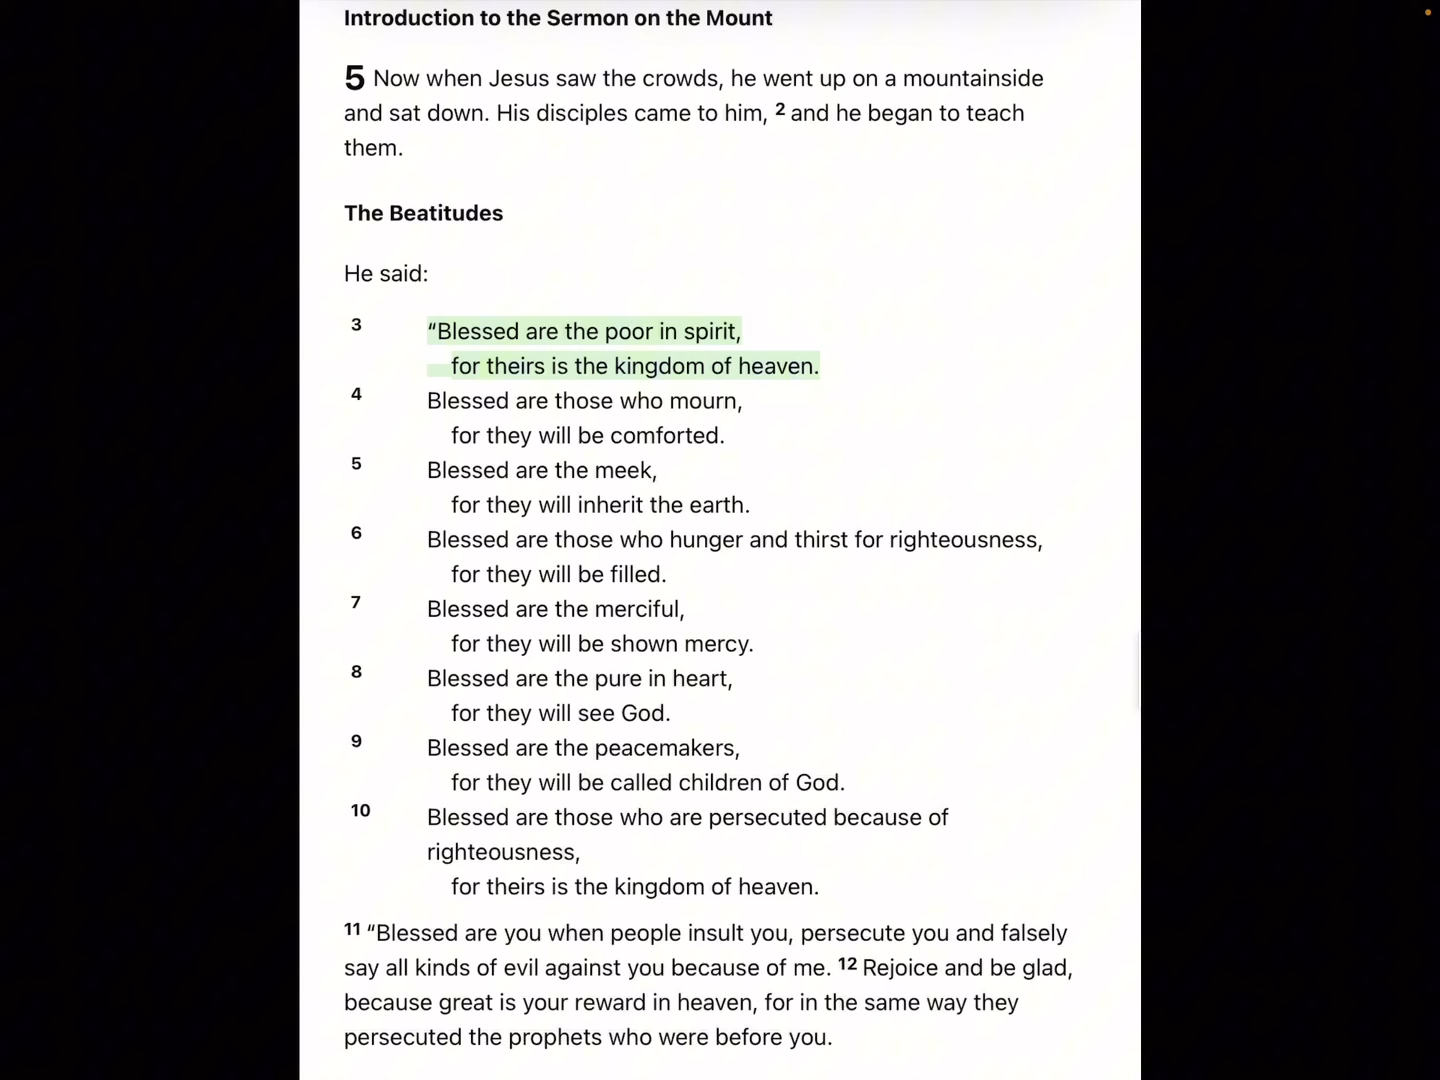 Introduction to the Sermon on the Mount
5 Now when Jesus saw the crowds, he went up on a mountainside
and sat down. His disciples came to him, 2 and he began to teach
them.
The Beatitudes
He said:
3 “Blessed are the poor in spirit,
for theirs is the kingdom of heaven.
4 Blessed are those who mourn,
for they will be comforted.
5 Blessed are the meek,
for they will inherit the earth.
6 Blessed are those who hunger and thirst for righteousness,
for they will be filled.
7 Blessed are the merciful,
for they will be shown mercy.
8 Blessed are the pure in heart,
for they will see God.
9 Blessed are the peacemakers,
for they will be called children of God.
10 Blessed are those who are persecuted because of
righteousness,
for theirs is the kingdom of heaven.
11 “Blessed are you when people insult you, persecute you and falsely
say all kinds of evil against you because of me. 12 Rejoice and be glad,
because great is your reward in heaven, for in the same way they
persecuted the prophets who were before you.